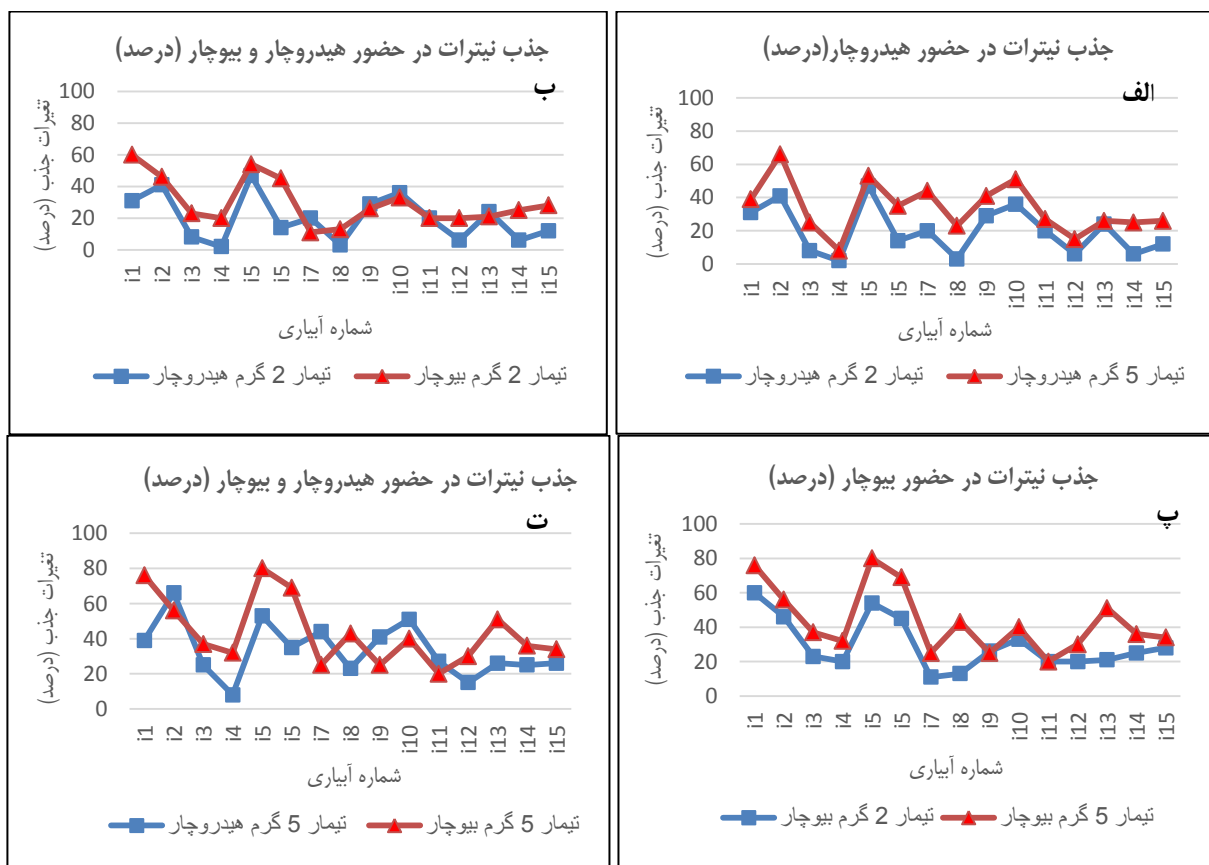 جذب نیترات در حضور هیدروچار(درصد)
الف
تغیرات جذب (درصد)
100
80
60
40
20
0
i1 i2 i3 i4 i5 i5 i7 i8 i9 i10 i11 i12 i13 i14 i15
شماره آبیاری
تیمار 2 گرم هیدروچار
تیمار 5 گرم هیدروچار
جذب نیترات در حضور هیدروچار و بیوچار (درصد)
ب
تغیرات جذب (درصد)
100
80
60
40
20
0
i1 i2 i3 i4 i5 i5 i7 i8 i9 i10 i11 i12 i13 i14 i15
شماره آبیاری
تیمار 2 گرم هیدروچار
تیمار 2 گرم بیوچار
جذب نیترات در حضور بیوچار (درصد)
پ
تغیرات جذب (درصد)
100
80
60
40
20
0
i1 i2 i3 i4 i5 i5 i7 i8 i9 i10 i11 i12 i13 i14 i15
شماره آبیاری
تیمار 2 گرم بیوچار
تیمار 5 گرم بیوچار
جذب نیترات در حضور هیدروچار و بیوچار (درصد)
ت
تغیرات جذب (درصد)
100
80
60
40
20
0
i1 i2 i3 i4 i5 i5 i7 i8 i9 i10 i11 i12 i13 i14 i15
شماره آبیاری
تیمار 5 گرم هیدروچار
تیمار 5 گرم بیوچار